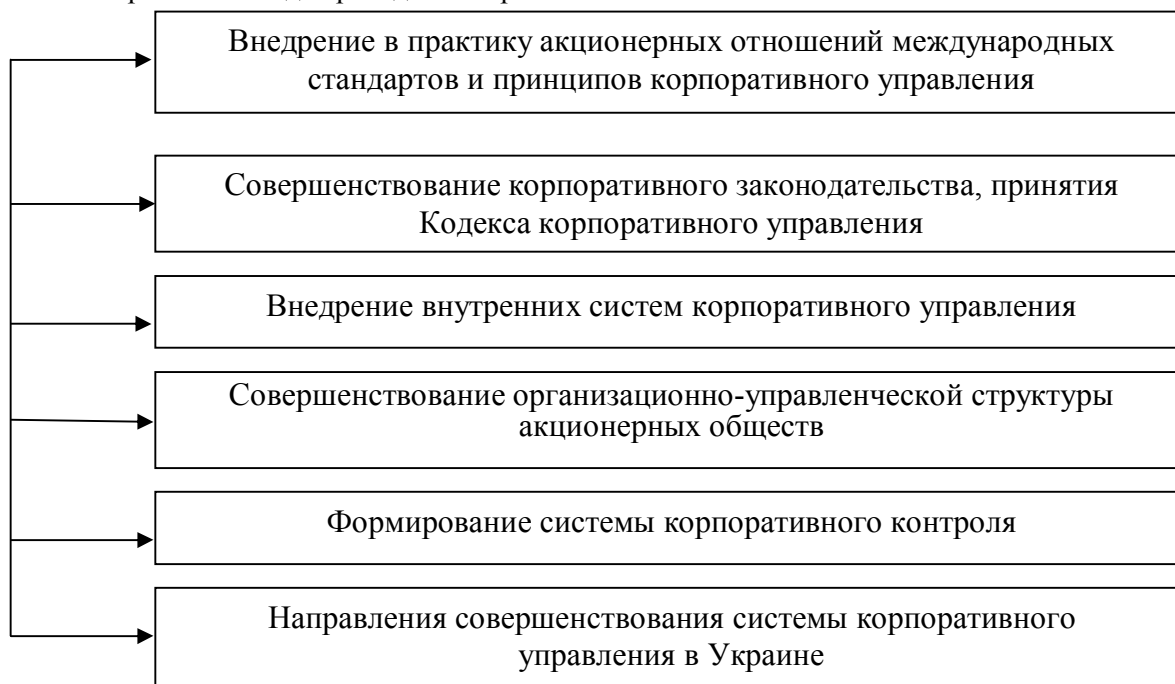 Внедрение в практику акционерных отношений международных
стандартов и принципов корпоративного управления
Совершенствование корпоративного законодательства, принятия
Кодекса корпоративного управления
Внедрение внутренних систем корпоративного управления
Совершенствование организационно-управленческой структуры
акционерных обществ
Формирование системы корпоративного контроля
Направления совершенствования системы корпоративного
управления в Украине